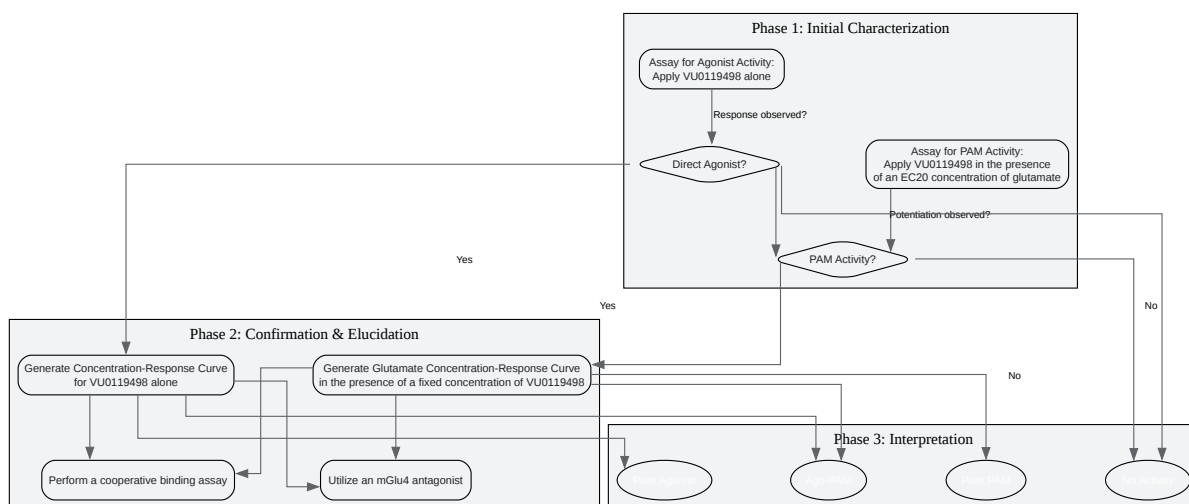 Phase 1: Initial Characterization
Assay for Agonist Activity:
Apply VU0119498 alone
Response observed?
Direct Agonist?
Assay for PAM Activity:
Apply VU0119498 in the presence
of an EC20 concentration of glutamate
Potentiation observed?
PAM Activity?
Yes
Yes
No
No
Phase 2: Confirmation & Elucidation
Generate Concentration-Response Curve
for VU0119498 alone
Generate Glutamate Concentration-Response Curve
in the presence of a fixed concentration of VU0119498
Perform a cooperative binding assay
Utilize an mGlu4 antagonist
Phase 3: Interpretation
Pure Agonist
Ago-PAM
Pure PAM
No Activity